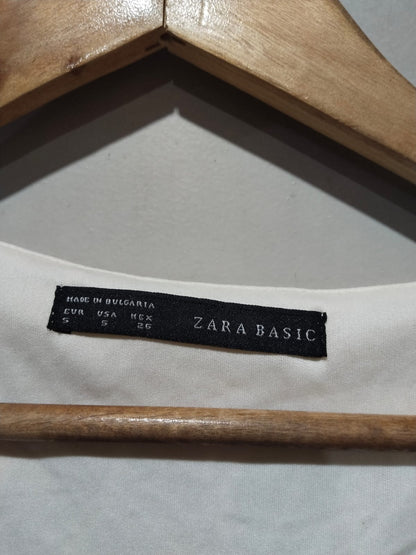 MADE IN BULGARIA
EUR USA MEX
S S 26
ZARA BASIC